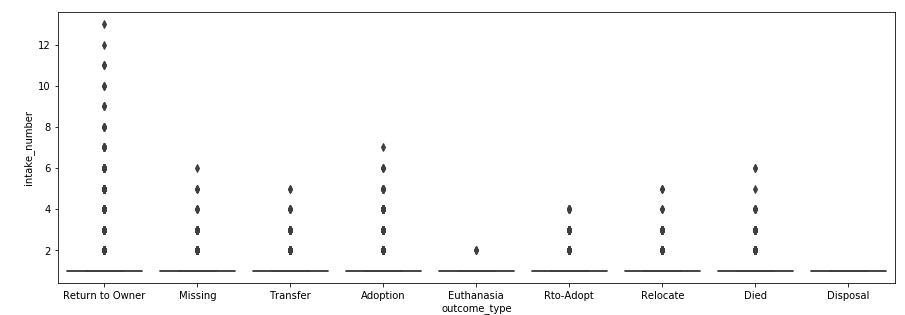 12
10
8
6
4
2
intake_number
Return to Owner Missing Transfer Adoption Euthanasia Rto-Adopt Relocate Died Disposal
outcome_type